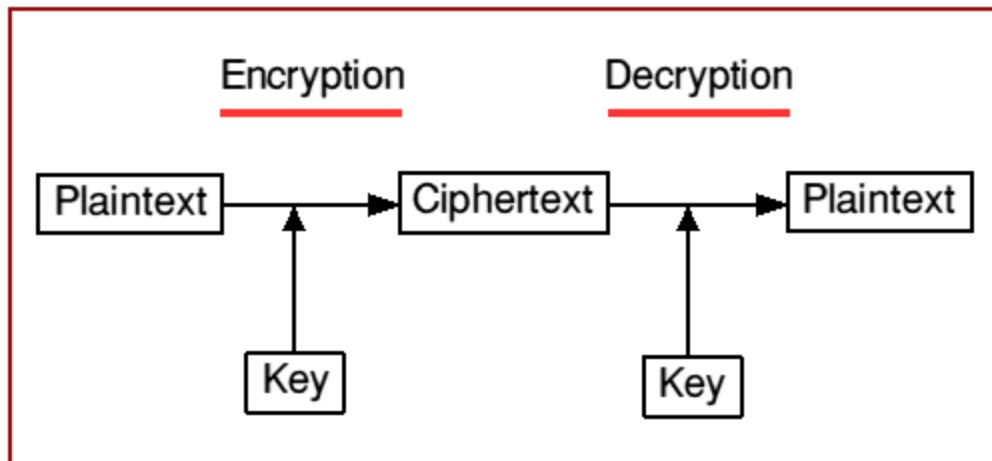 Encryption
Decryption
Plaintext
Ciphertext
Plaintext
Key
Key